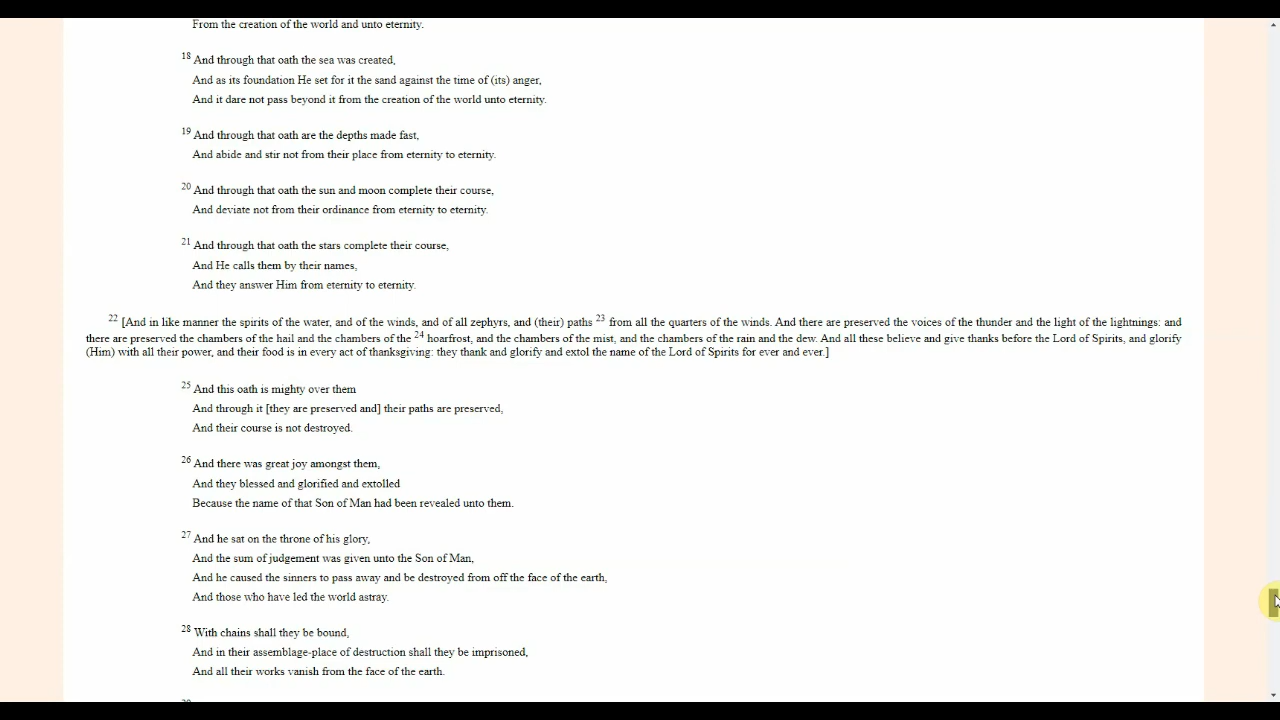 From the creation of the world and unto eternity.
18 And through that oath the sea was created,
And as its foundation He set for it the sand against the time of (its) anger,
And it dare not pass beyond it from the creation of the world unto eternity.
19 And through that oath are the depths made fast,
And abide and stir not from their place from eternity to eternity.
20 And through that oath the sun and moon complete their course,
And deviate not from their ordinance from eternity to eternity.
21 And through that oath the stars complete their course,
And He calls them by their names,
And they answer Him from eternity to eternity.
22 [And in like manner the spirits of the water, and of the winds, and of all zephyrs, and (their) paths 23 from all the quarters of the winds. And there are preserved the voices of the thunder and the light of the lightnings: and
there are preserved the chambers of the hail and the chambers of the 24 hoarfrost, and the chambers of the mist, and the chambers of the rain and the dew. And all these believe and give thanks before the Lord of Spirits, and glorify
(Him) with all their power, and their food is in every act of thanksgiving: they thank and glorify and extol the name of the Lord of Spirits for ever and ever.]
25 And this oath is mighty over them
And through it [they are preserved and] their paths are preserved,
And their course is not destroyed.
26 And there was great joy amongst them,
And they blessed and glorified and extolled
Because the name of that Son of Man had been revealed unto them.
27 And he sat on the throne of his glory,
And the sum of judgement was given unto the Son of Man,
And he caused the sinners to pass away and be destroyed from off the face of the earth,
And those who have led the world astray.
28 With chains shall they be bound,
And in their assemblage-place of destruction shall they be imprisoned,
And all their works vanish from the face of the earth.